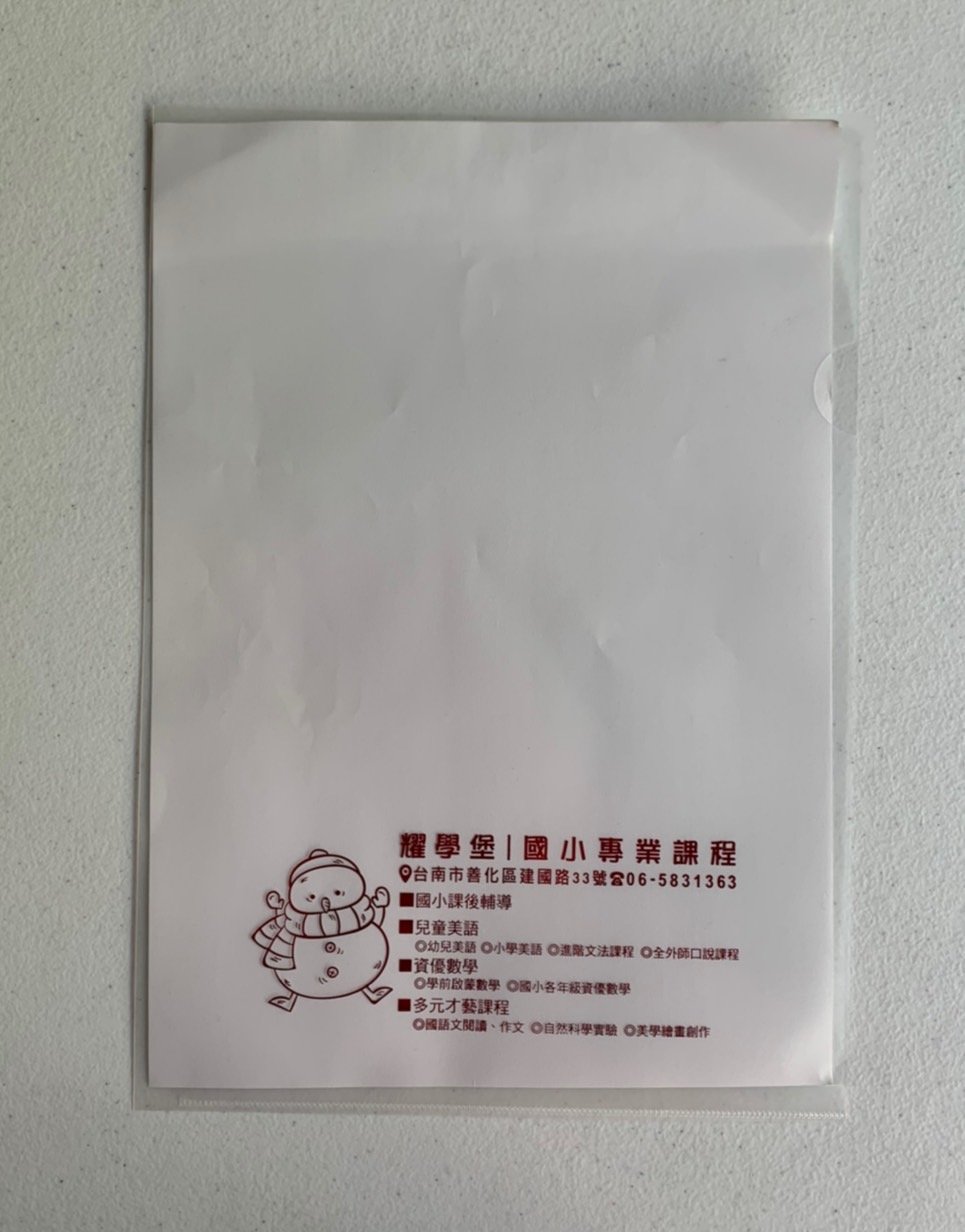 耀學堡|國小專業課程
台南市善化區建國路33號☎06-5831363
■國小課後輔導
■兒童美語
◎幼兒美語 ◎小學美語 ◎進階文法課程 ◎全外師口說課程
■資優數學
◎學前啟蒙數學 ◎國小各年級資優數學
■多元才藝課程
◎國語文閱讀、作文 ◎自然科學實驗 ◎美學繪畫創作